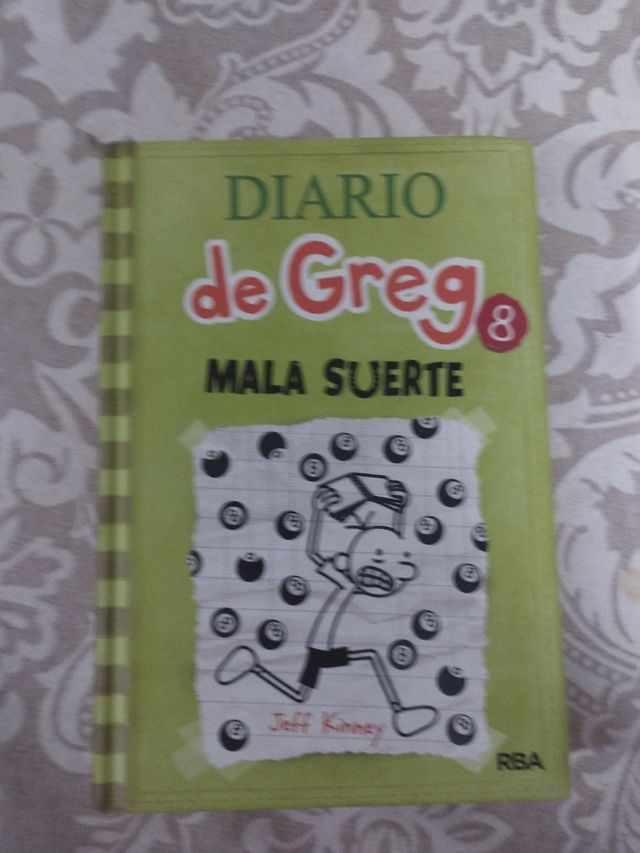 DIARIO
de Greg 8
MALA SUERTE
Jeff Kinney
RBA